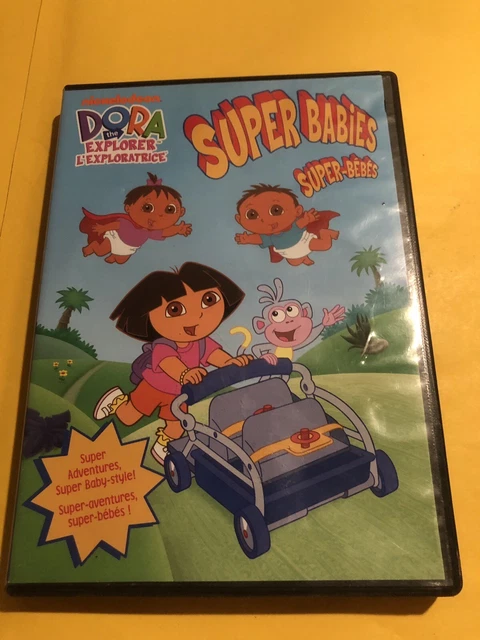 nickelodeon
DORA
the
EXPLORER
L'EXPLORATRICE
SUPER BABIES
SUPER-BÉBÉS
Super
Adventures,
Super Baby-style!
Super-aventures,
super-bébés !